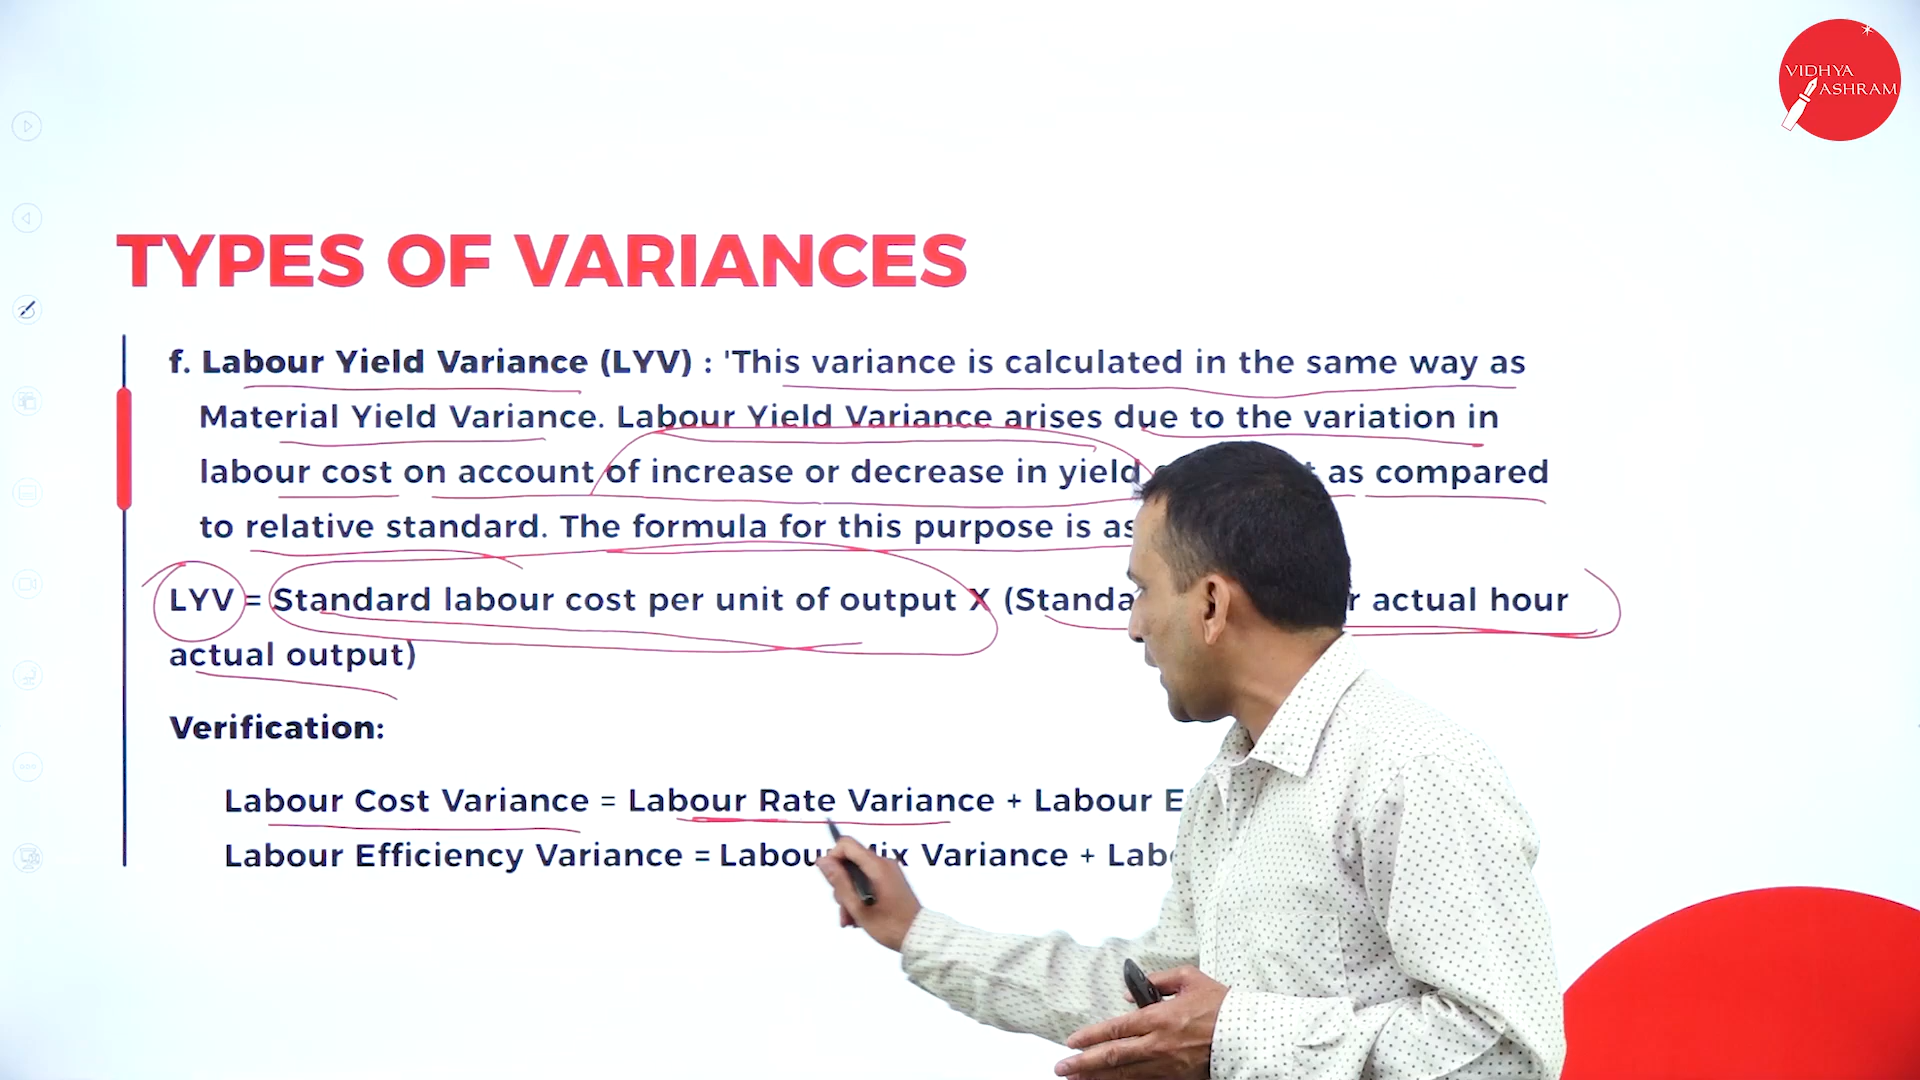 VIDHYA
ASHRAM
TYPES OF VARIANCES
f. Labour Yield Variance (LYV) : 'This variance is calculated in the same way as
Material Yield Variance. Labour Yield Variance arises due to the variation in
labour cost on account of increase or decrease in yield as compared
to relative standard. The formula for this purpose is as
LYV = Standard labour cost per unit of output X (Standa actual hour
actual output)
Verification:
Labour Cost Variance = Labour Rate Variance + Labour E
Labour Efficiency Variance = Labour Mix Variance + Lab